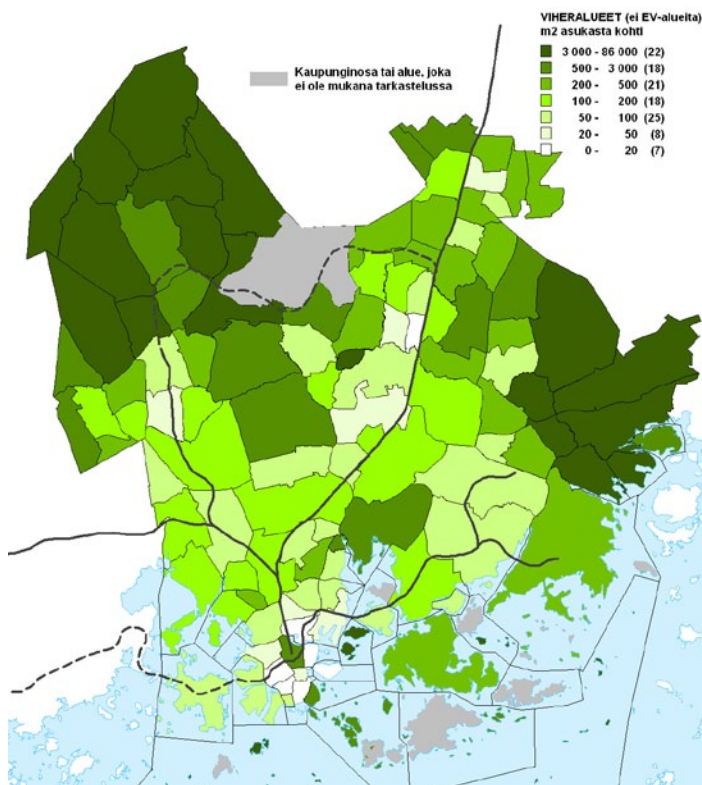 VIHERALUEET (ei EV-alueita)
m2 asukasta kohti
3 000 - 86 000 (22)
500 - 3 000 (18)
200 - 500 (21)
100 - 200 (18)
50 - 100 (25)
20 - 50 (8)
0 - 20 (7)
Kaupunginosa tai alue, joka
ei ole mukana tarkastelussa